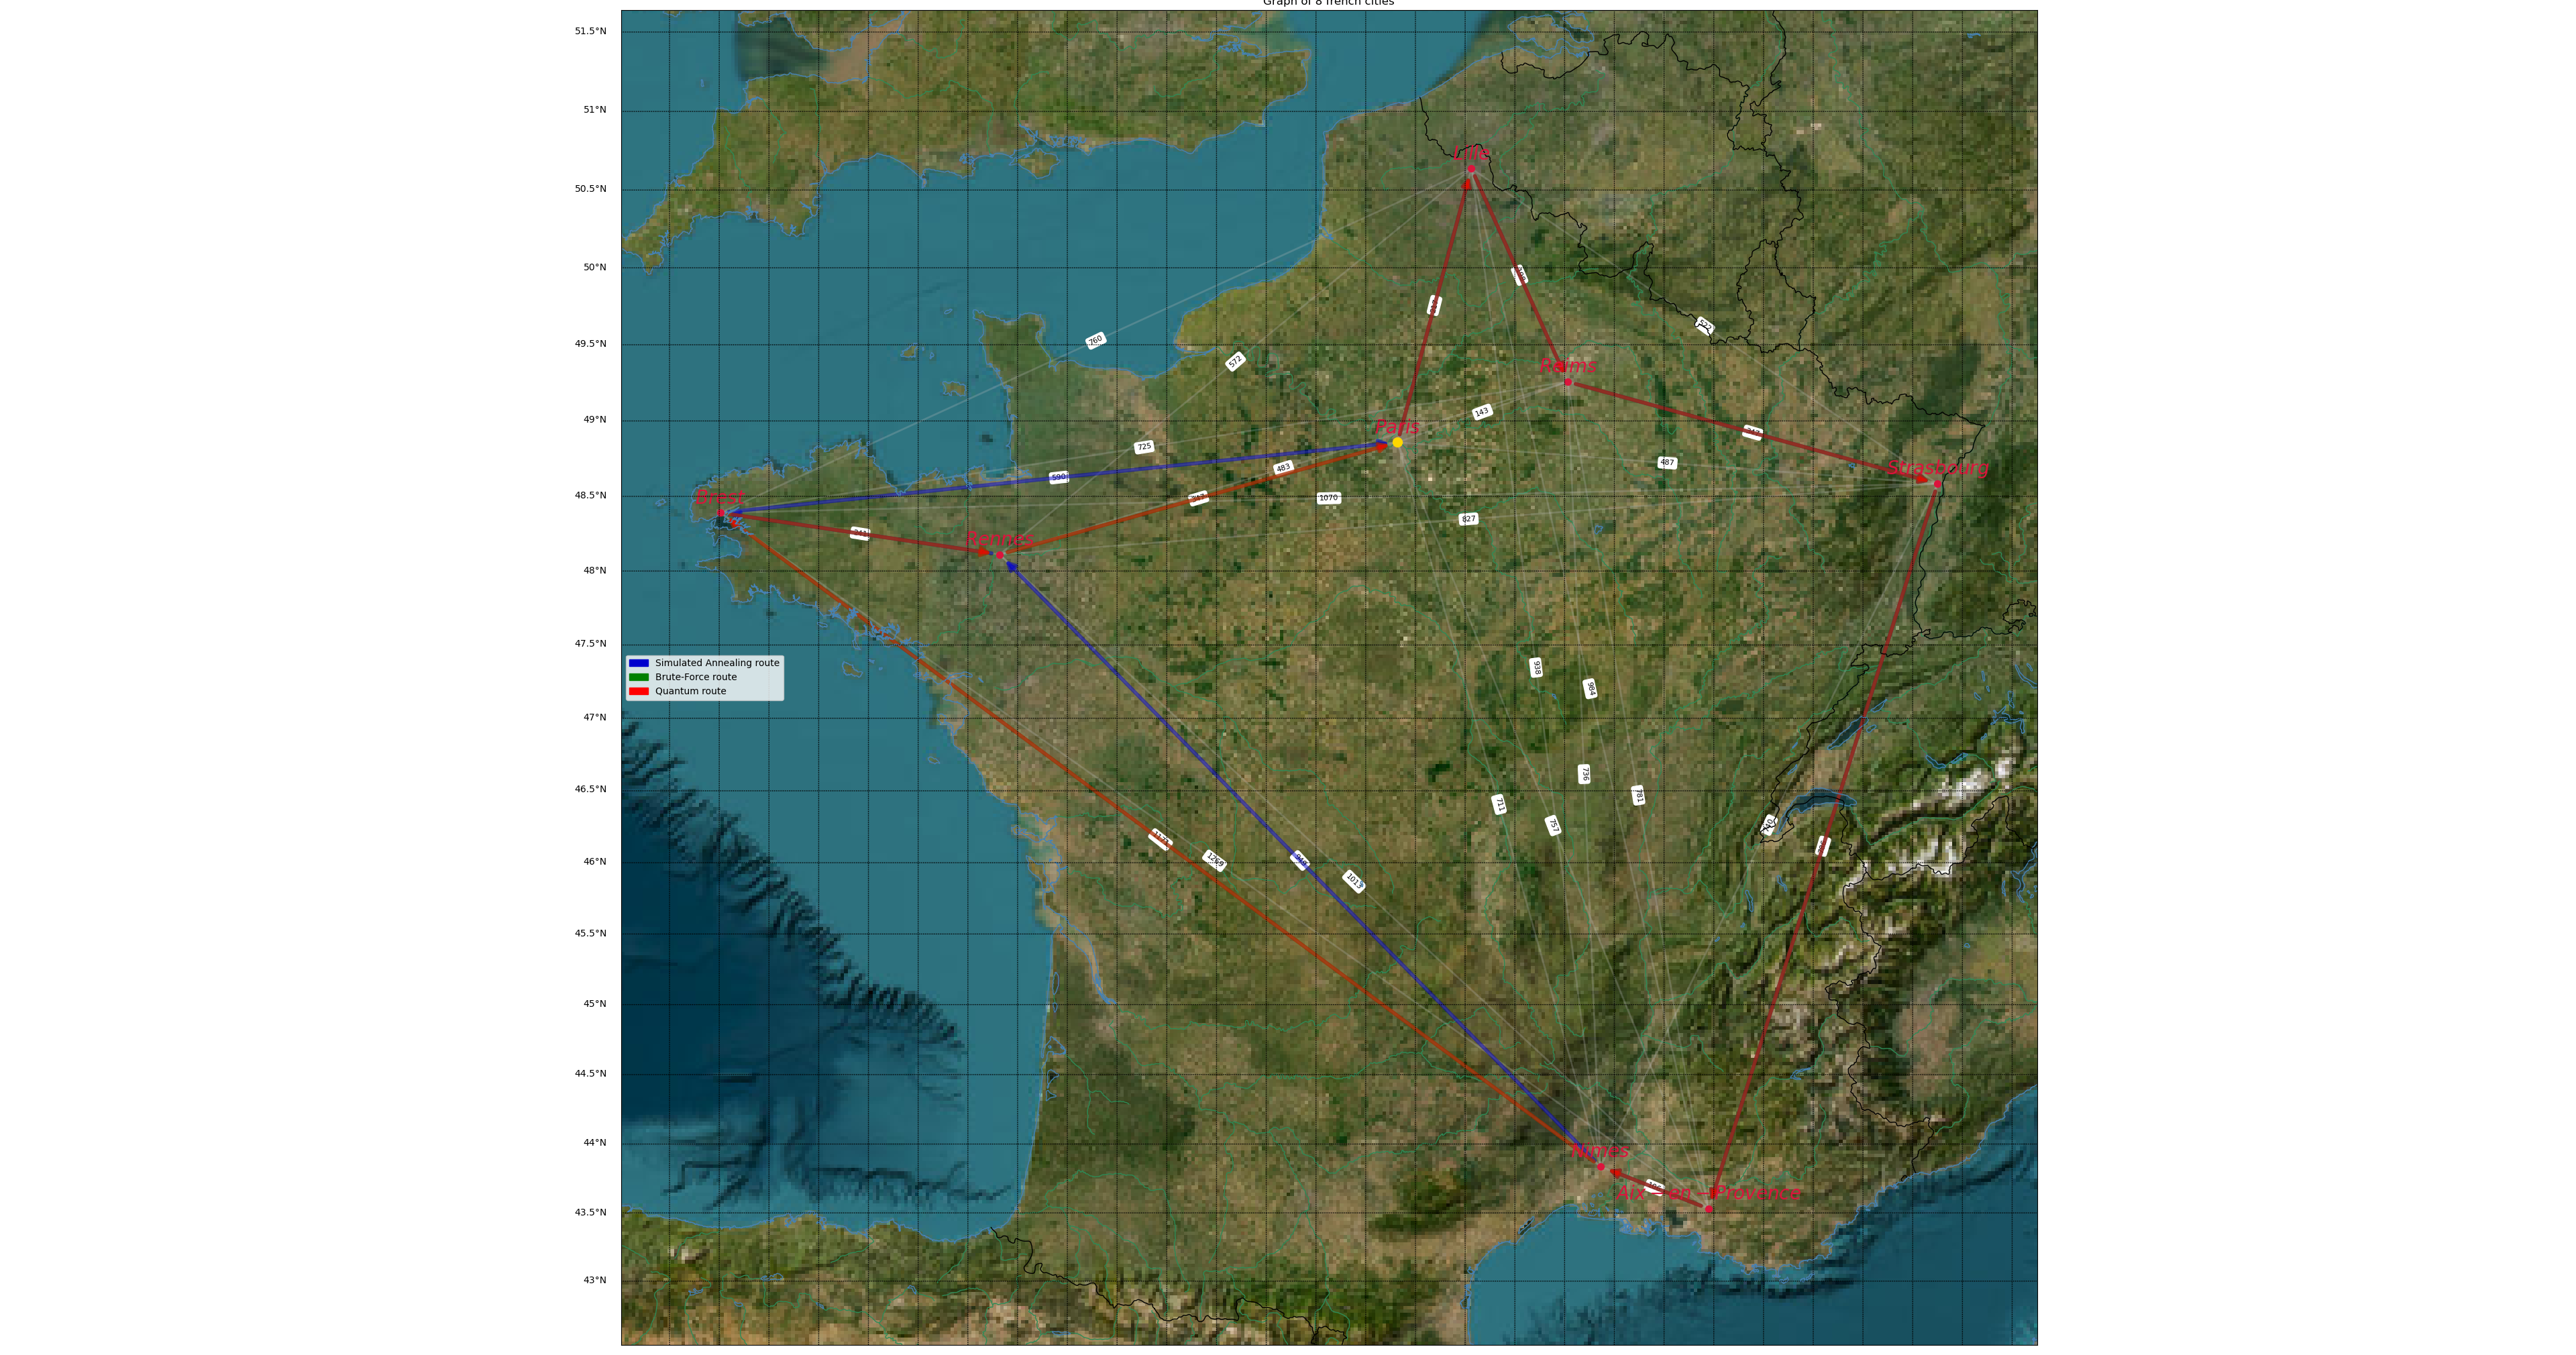 Graph of 8 french cities
51.5°N
51°N
50.5°N
50°N
49.5°N
49°N
48.5°N
48°N
47.5°N
47°N
46.5°N
46°N
45.5°N
45°N
44.5°N
44°N
43.5°N
43°N
Lille
Reims
Paris
Strasbourg
Brest
Rennes
Nîmes
Aix-en-Provence
760
572
522
143
725
590
483
487
1070
827
938
984
736
781
711
757
740
1269
1013
Simulated Annealing route
Brute-Force route
Quantum route